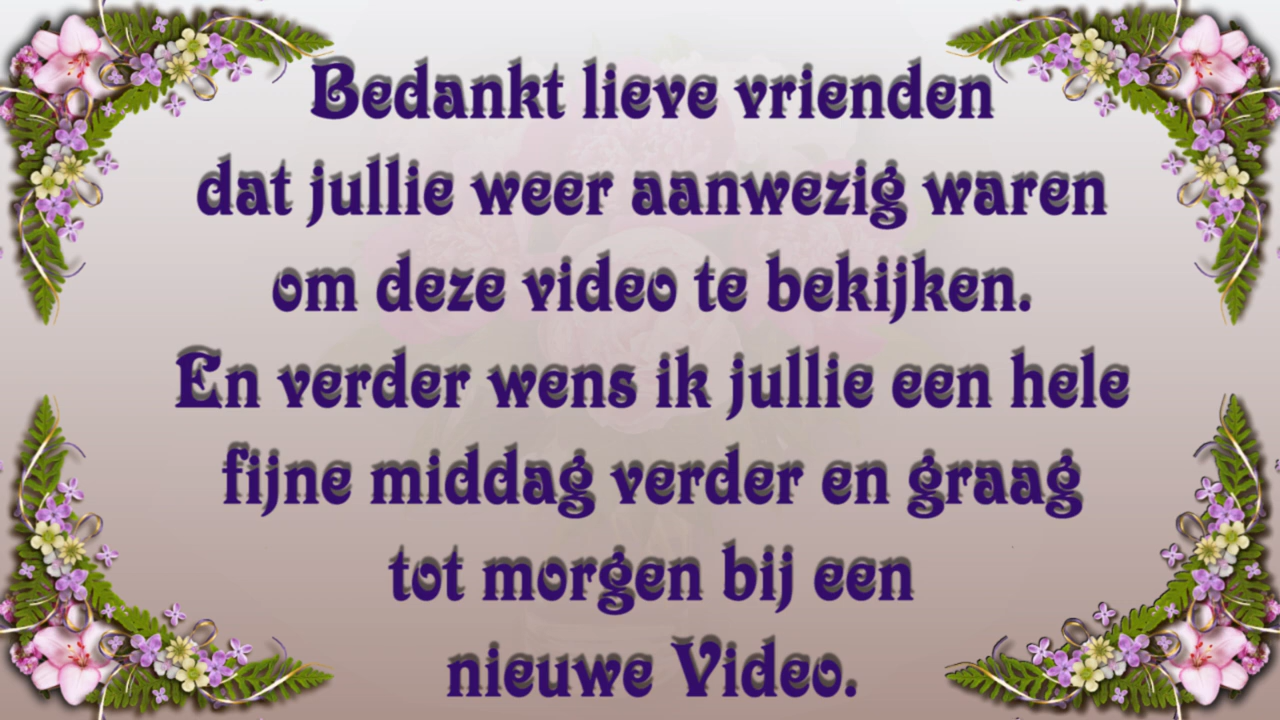 Bedankt lieve vrienden
dat jullie weer aanwezig waren
om deze video te bekijken.
En verder wens ik jullie een hele
fijne middag verder en graag
tot morgen bij een
nieuwe Video.